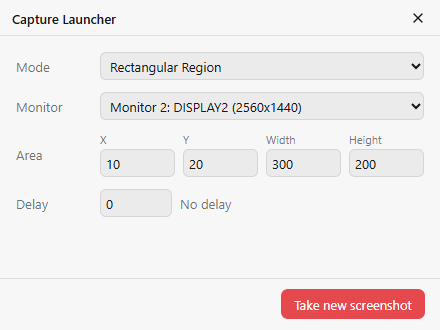 Capture Launcher
Mode Rectangular Region
Monitor Monitor 2: DISPLAY2 (2560x1440)
X Y Width Height
Area 10 20 300 200
Delay 0 No delay
Take new screenshot